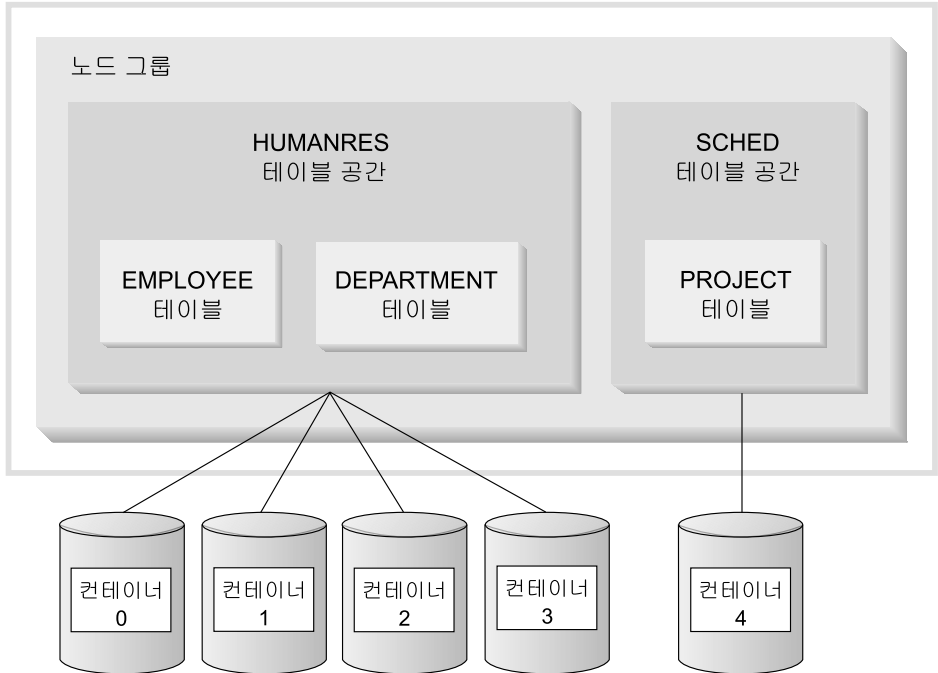 노드 그룹
HUMANRES
테이블 공간
SCHED
테이블 공간
EMPLOYEE
테이블
DEPARTMENT
테이블
PROJECT
테이블
컨테이너
0
컨테이너
1
컨테이너
2
컨테이너
3
컨테이너
4